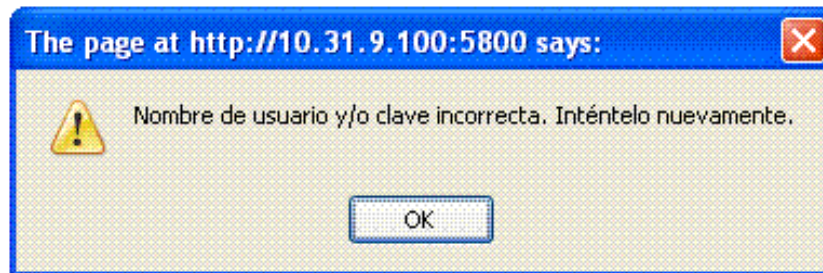 The page at http://10.31.9.100:5800 says:
Nombre de usuario y/o clave incorrecta. Inténtelo nuevamente.
OK